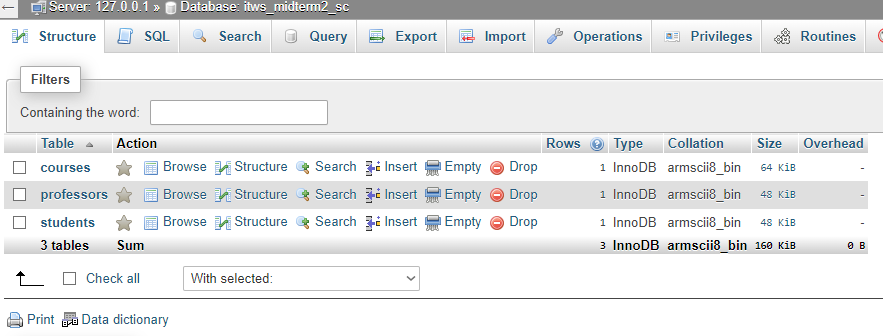 Server: 127.0.0.1 » Database: itws_midterm2_sc
Structure SQL Search Query Export Import Operations Privileges Routines
Filters
Containing the word:
Table Action Rows Type Collation Size Overhead
courses Browse Structure Search Insert Empty Drop 1 InnoDB armscii8_bin 64 KiB -
professors Browse Structure Search Insert Empty Drop 1 InnoDB armscii8_bin 48 KiB -
students Browse Structure Search Insert Empty Drop 1 InnoDB armscii8_bin 48 KiB -
3 tables Sum 3 InnoDB armscii8_bin 160 KiB 0 B
Check all With selected:
Print Data dictionary